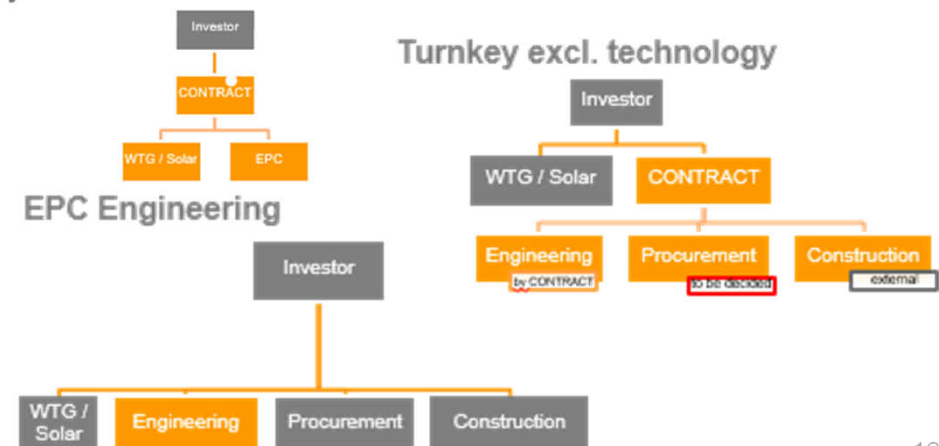 Investor
CONTRACT
WTG / Solar
EPC
EPC Engineering
Investor
WTG /
Solar
Engineering
Procurement
Construction
Turnkey excl. technology
Investor
WTG / Solar
CONTRACT
Engineering
by CONTRACT
Procurement
to be decided
Construction
external